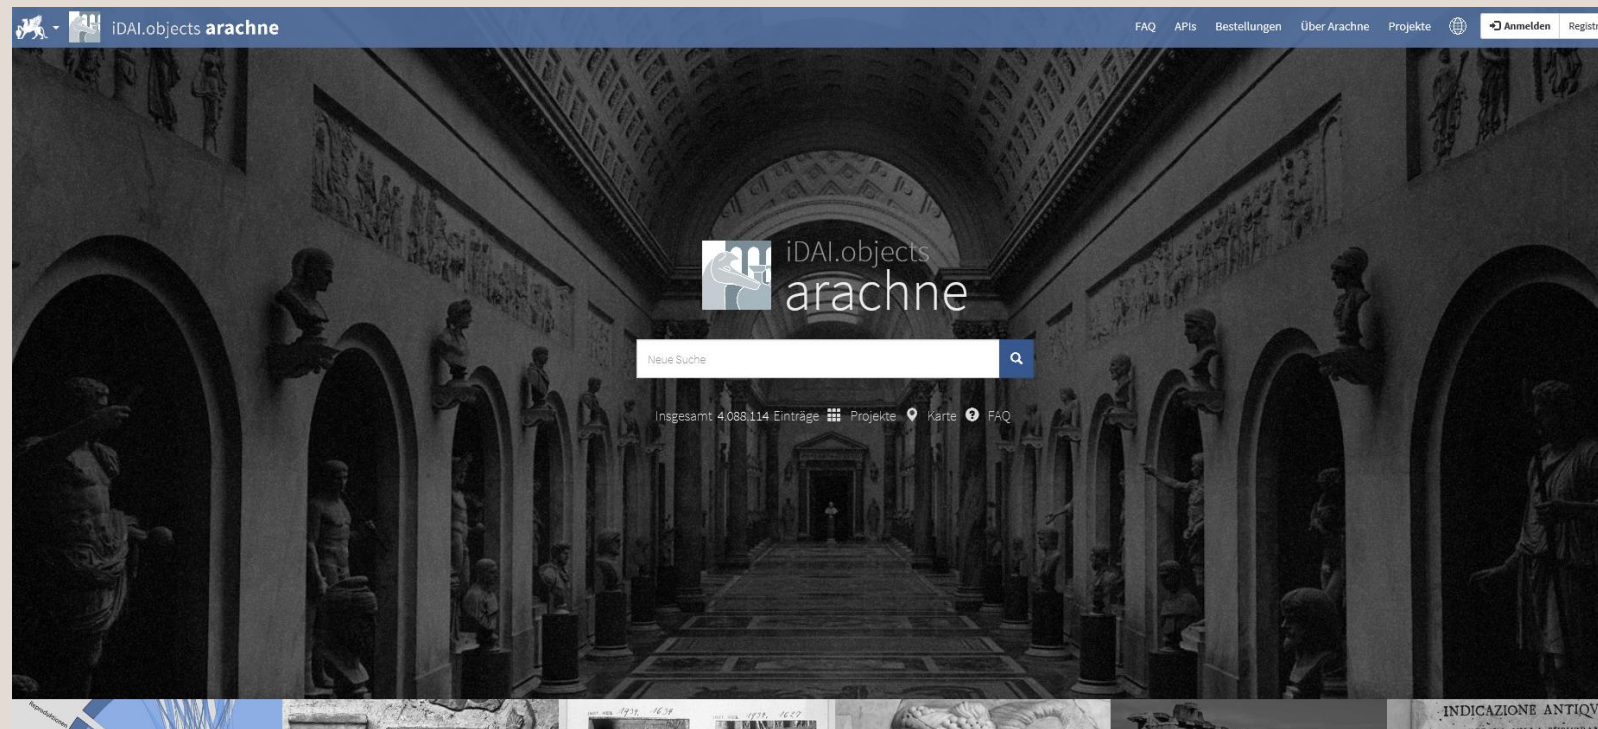 iDAI.objects arachne
FAQ APIs Bestellungen Über Arachne Projekte Anmelden
iDAI.objects
arachne
Neue Suche
Insgesamt 4.088.114 Einträge Projekte Karte FAQ
Reproduktionen
INDICAZIONE ANTIQV